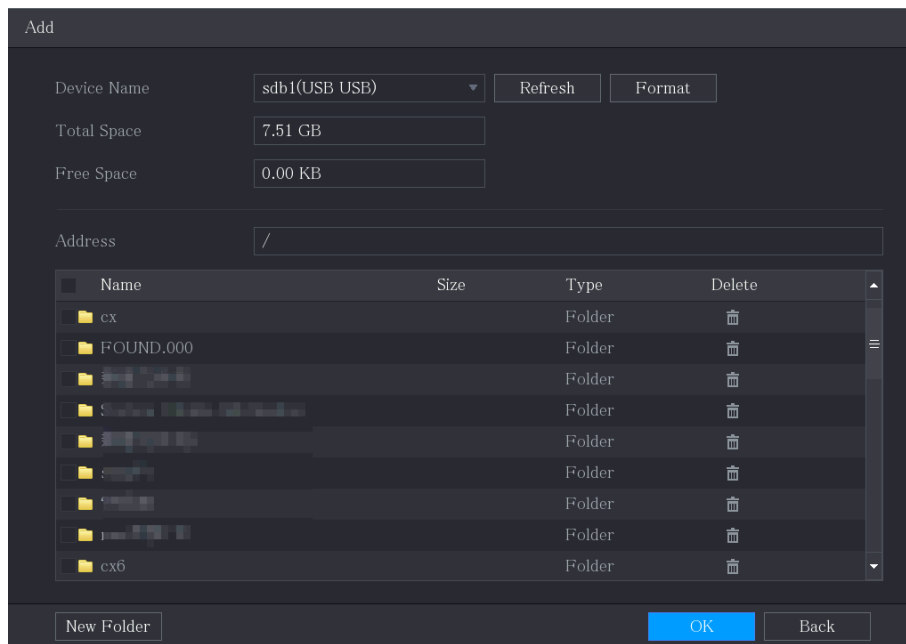 Add
Device Name sdb1(USB USB) Refresh Format
Total Space 7.51 GB
Free Space 0.00 KB
Address /
Name Size Type Delete
cx Folder
FOUND.000 Folder
Folder
Folder
Folder
Folder
Folder
Folder
cx6 Folder
New Folder OK Back